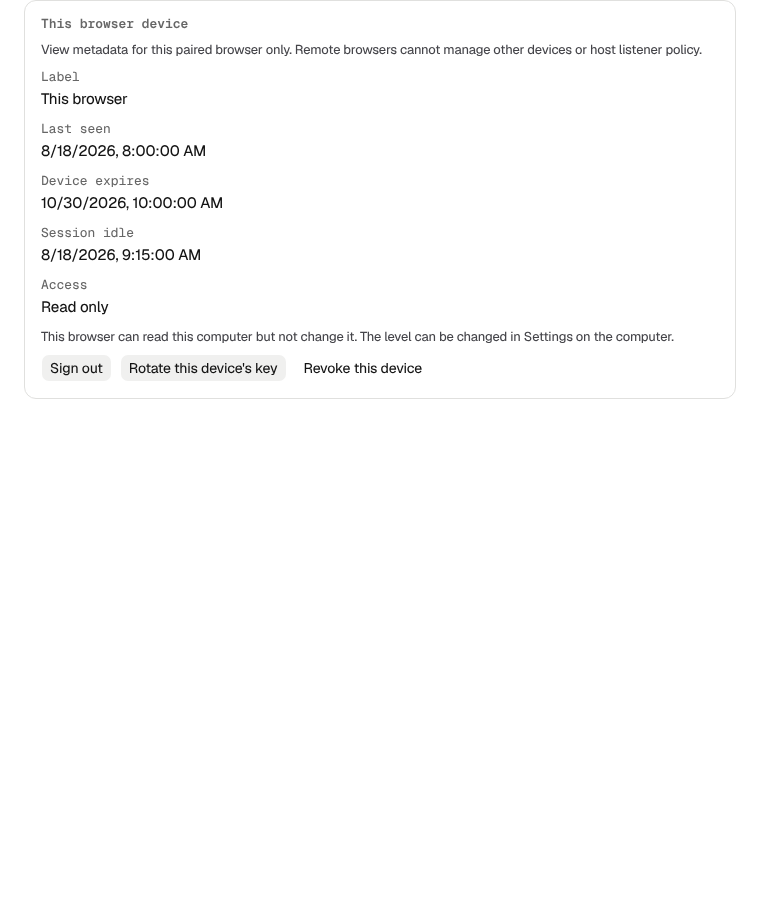 This browser device
View metadata for this paired browser only. Remote browsers cannot manage other devices or host listener policy.
Label
This browser
Last seen
8/18/2026, 8:00:00 AM
Device expires
10/30/2026, 10:00:00 AM
Session idle
8/18/2026, 9:15:00 AM
Access
Read only
This browser can read this computer but not change it. The level can be changed in Settings on the computer.
Sign out Rotate this device's key Revoke this device